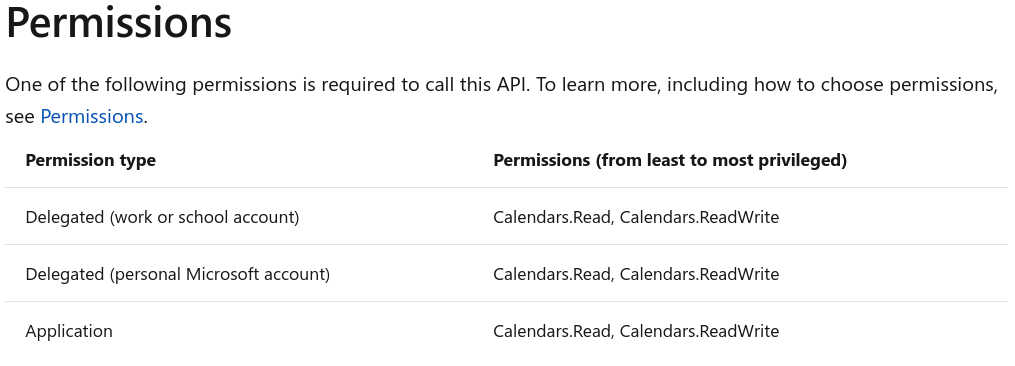 Permissions
One of the following permissions is required to call this API. To learn more, including how to choose permissions,
see Permissions.
Permission type Permissions (from least to most privileged)
Delegated (work or school account) Calendars.Read, Calendars.ReadWrite
Delegated (personal Microsoft account) Calendars.Read, Calendars.ReadWrite
Application Calendars.Read, Calendars.ReadWrite